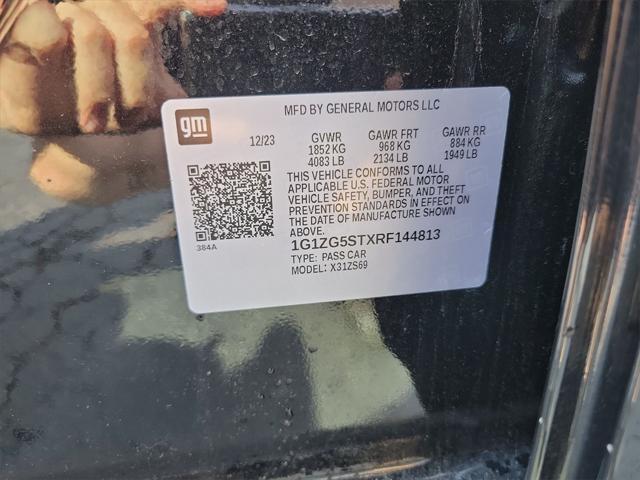 MFD BY GENERAL MOTORS LLC
gm
12/23 GVWR GAWR FRT GAWR RR
1852 KG 968 KG 884 KG
4083 LB 2134 LB 1949 LB
THIS VEHICLE CONFORMS TO ALL
APPLICABLE U.S. FEDERAL MOTOR
VEHICLE SAFETY, BUMPER, AND THEFT
PREVENTION STANDARDS IN EFFECT ON
THE DATE OF MANUFACTURE SHOWN
ABOVE.
384A
1G1ZG5STXRF144813
TYPE: PASS CAR
MODEL: X31ZS69